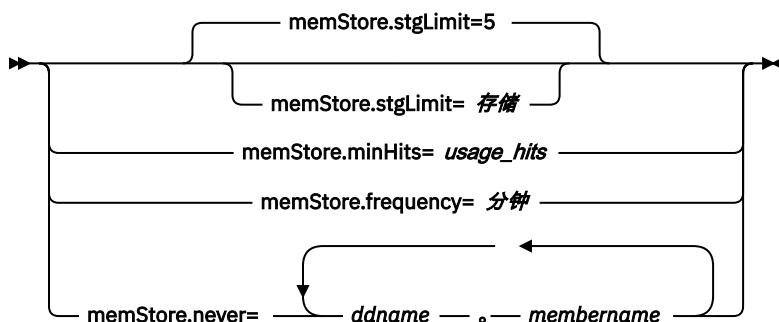 memStore.stgLimit=5
memStore.stgLimit= 存储
memStore.minHits= usage_hits
memStore.frequency= 分钟
memStore.never= ddname 。 membername